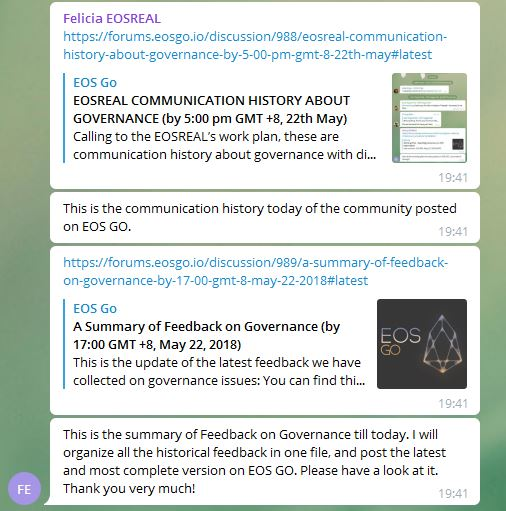 Felicia EOSREAL
https://forums.eosgo.io/discussion/988/eosreal-communication-
history-about-governance-by-5-00-pm-gmt-8-22th-may#latest
EOS Go
EOSREAL COMMUNICATION HISTORY ABOUT
GOVERNANCE (by 5:00 pm GMT +8, 22th May)
Calling to the EOSREAL's work plan, these are
communication history about governance with di...
19:41
This is the communication history today of the community posted
on EOS GO.
19:41
https://forums.eosgo.io/discussion/989/a-summary-of-feedback-
on-governance-by-17-00-gmt-8-may-22-2018#latest
EOS Go
A Summary of Feedback on Governance (by
17:00 GMT +8, May 22, 2018)
This is the update of the latest feedback we have
collected on governance issues: You can find thi...
EOS
GO
19:41
This is the summary of Feedback on Governance till today. I will
organize all the historical feedback in one file, and post the latest
and most complete version on EOS GO. Please have a look at it.
Thank you very much!
19:41
FE